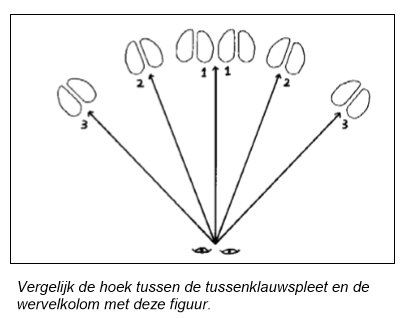 1 1
2 2
3 3
Vergelijk de hoek tussen de tussenklauwspleet en de
wervelkolom met deze figuur.